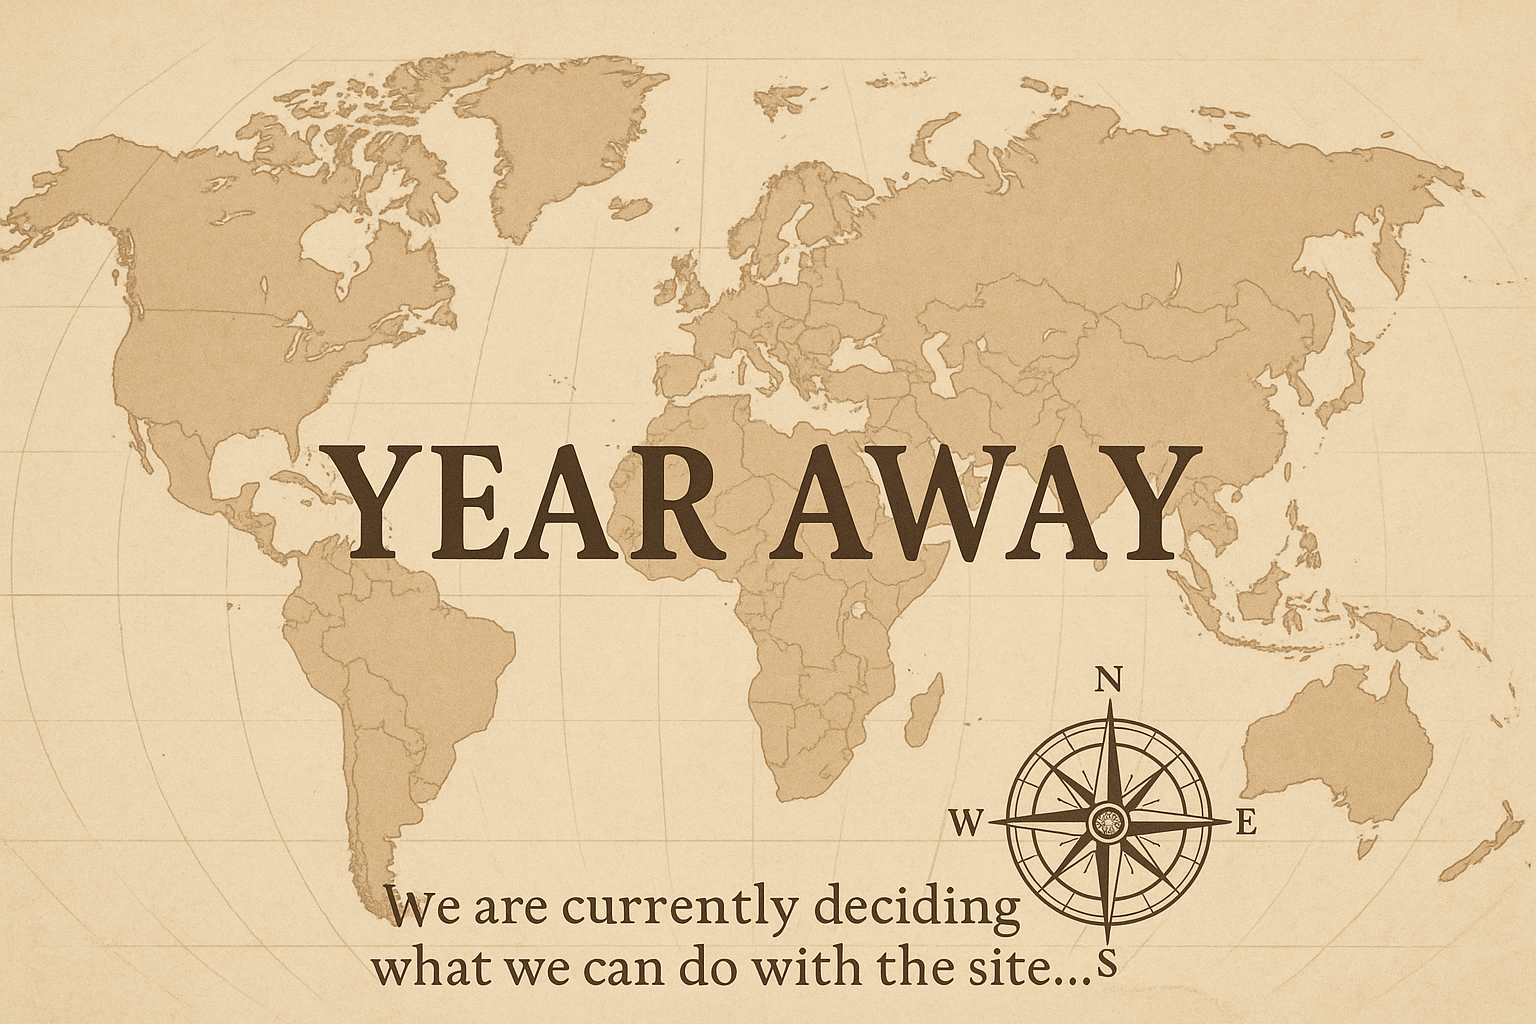 YEAR AWAY
N
W E
We are currently deciding
what we can do with the site...
S